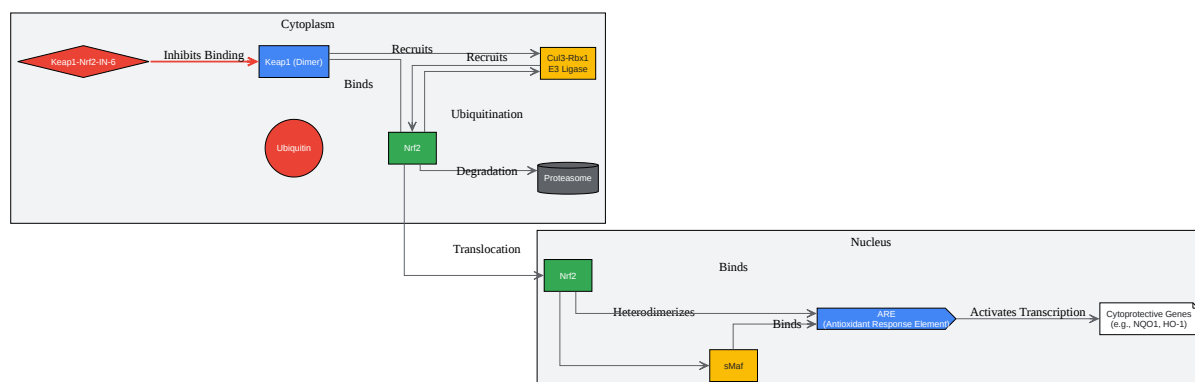 Cytoplasm
Keap1-Nrf2-IN-6
Inhibits Binding
Keap1 (Dimer)
Recruits
Recruits
Cul3-Rbx1
E3 Ligase
Binds
Ubiquitination
Ubiquitin
Nrf2
Degradation
Proteasome
Translocation
Nucleus
Nrf2
Binds
Heterodimerizes
ARE
(Antioxidant Response Element)
Activates Transcription
Cytoprotective Genes
(e.g., NQO1, HO-1)
Binds
sMaf